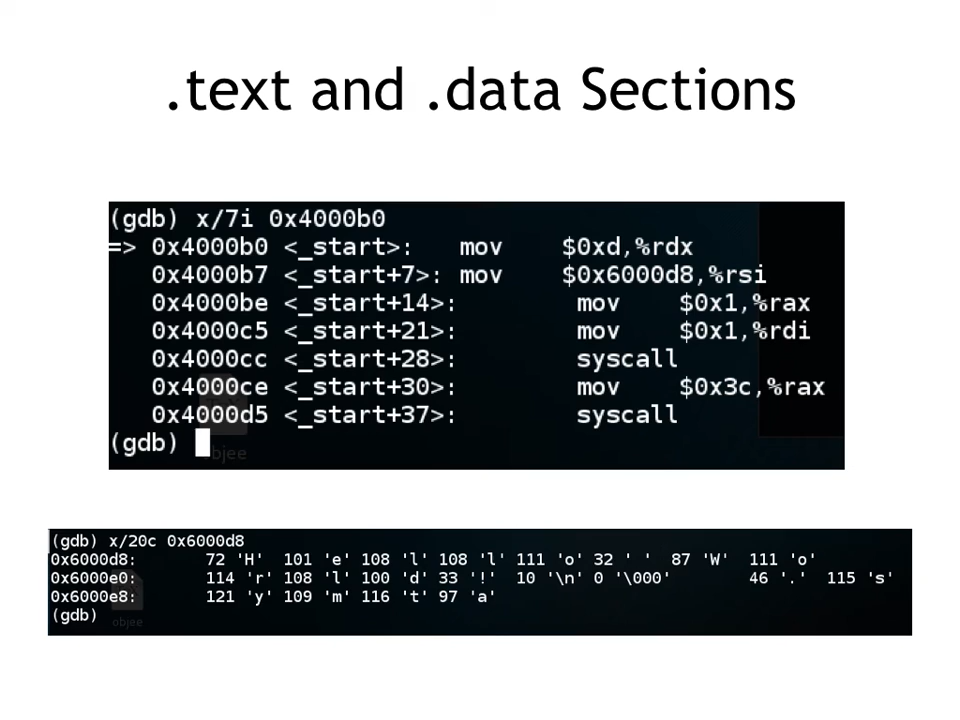 .text and .data Sections
(gdb) x/7i 0x4000b0
=> 0x4000b0 <_start>: mov $0xd,%rdx
0x4000b7 <_start+7>: mov $0x6000d8,%rsi
0x4000be <_start+14>: mov $0x1,%rax
0x4000c5 <_start+21>: mov $0x1,%rdi
0x4000cc <_start+28>: syscall
0x4000ce <_start+30>: mov $0x3c,%rax
0x4000d5 <_start+37>: syscall
(gdb)
objee
(gdb) x/20c 0x6000d8
0x6000d8: 72 'H' 101 'e' 108 'l' 108 'l' 111 'o' 32 ' ' 87 'W' 111 'o'
0x6000e0: 114 'r' 108 'l' 100 'd' 33 '!' 10 '\n' 0 '\000' 46 '.' 115 's'
0x6000e8: 121 'y' 109 'm' 116 't' 97 'a'
(gdb)
objee